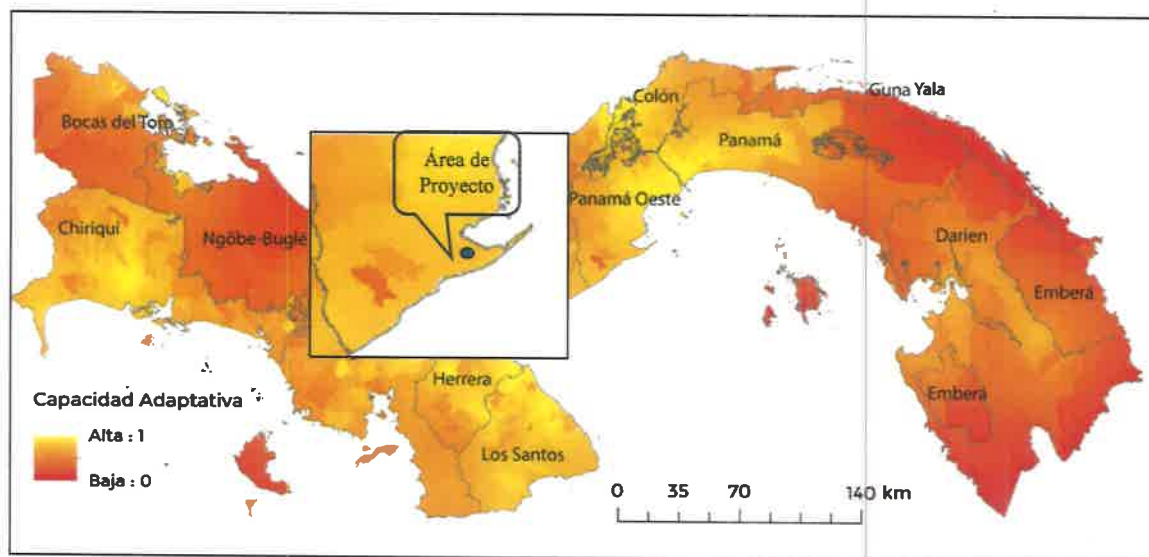 Guna Yala
Colón
Bocas del Toro
Panamá
Área de
Proyecto
Panamá Oeste
Chiriquí
Ngöbe-Buglé
Darien
Emberá
Herrera
Emberá
Capacidad Adaptativa
Alta : 1
Los Santos
Baja : 0
0 35 70 140 km